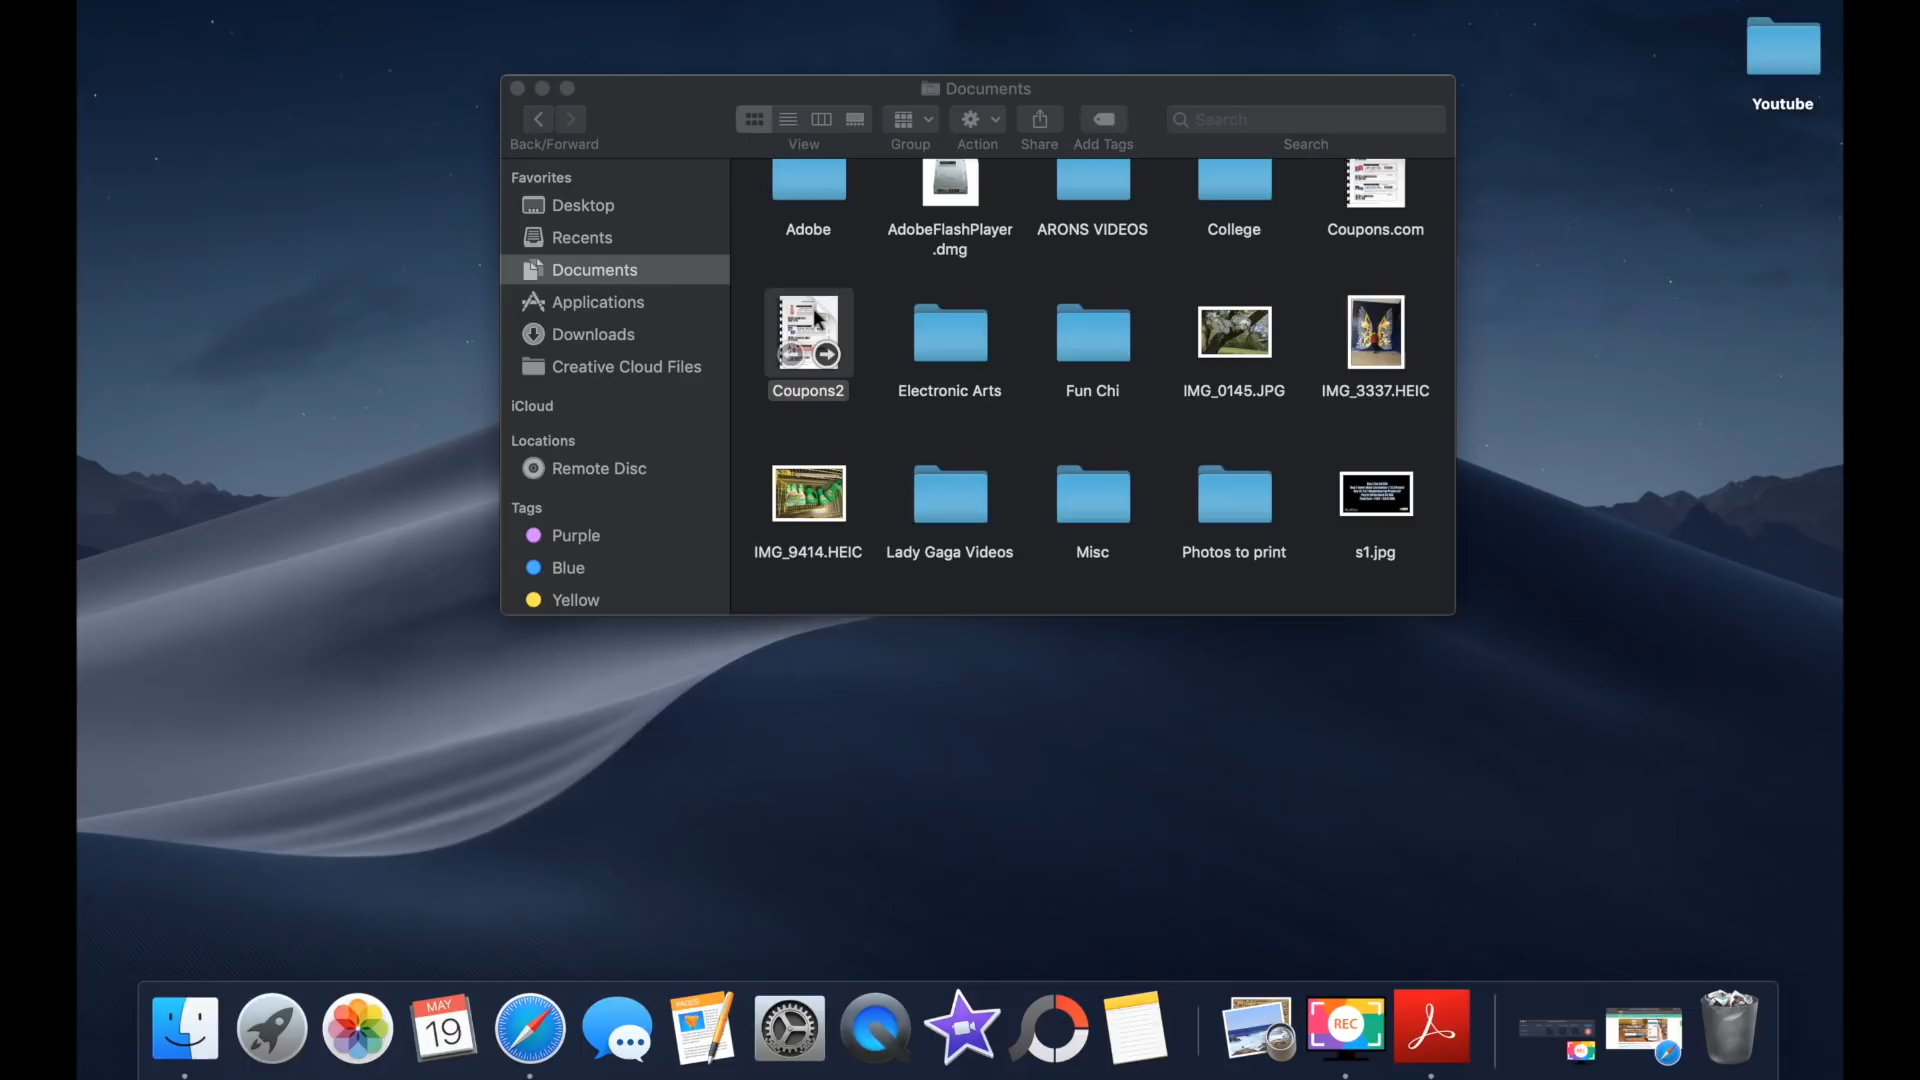 Youtube
Documents
Back/Forward
View
Group
Action
Share
Add Tags
Search
Search
Favorites
Desktop
Recents
Documents
Applications
Downloads
Creative Cloud Files
iCloud
Locations
Remote Disc
Tags
Purple
Blue
Yellow
Adobe
AdobeFlashPlayer
.dmg
ARONS VIDEOS
College
Coupons.com
Coupons2
Electronic Arts
Fun Chi
IMG_0145.JPG
IMG_3337.HEIC
IMG_9414.HEIC
Lady Gaga Videos
Misc
Photos to print
s1.jpg
MAY
19
PAGES
REC